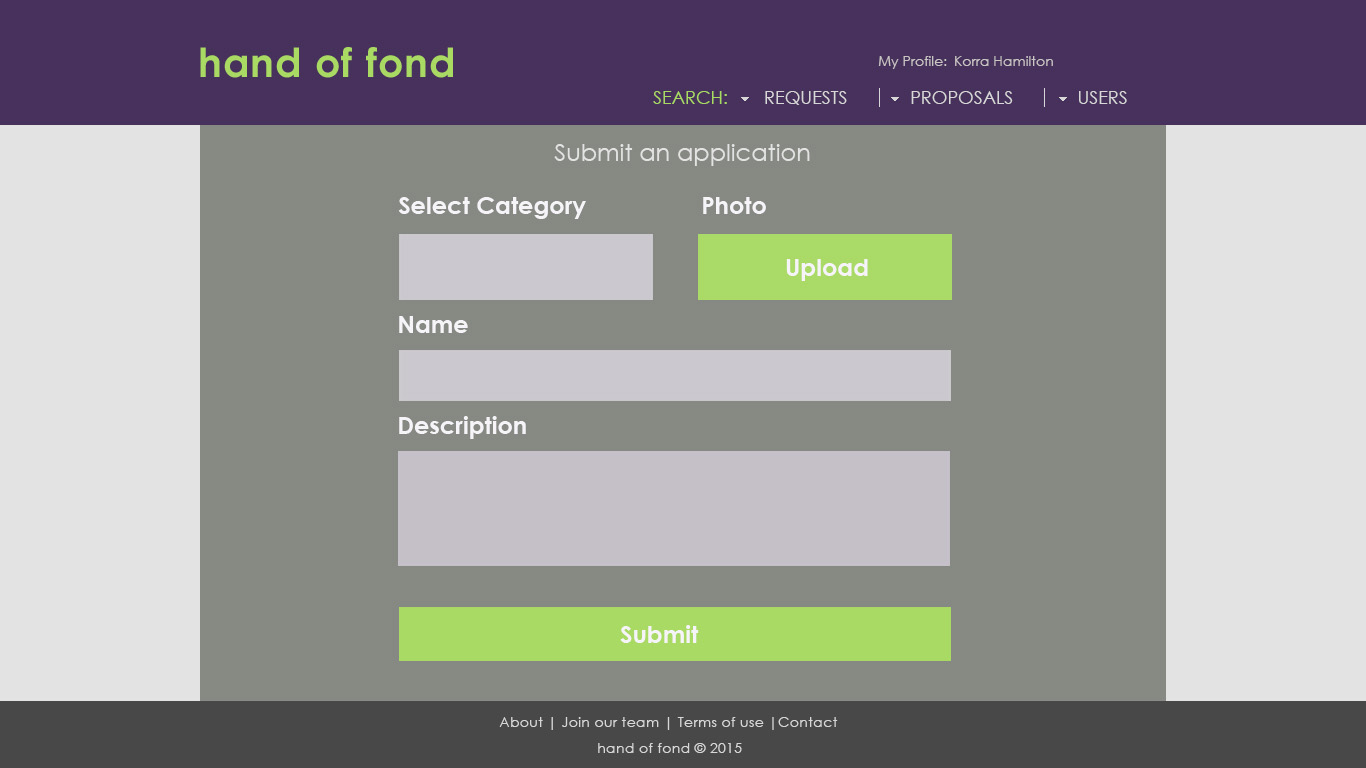 hand of fond
My Profile: Korra Hamilton
SEARCH: REQUESTS | PROPOSALS | USERS
Submit an application
Select Category Photo
Upload
Name
Description
Submit
About | Join our team | Terms of use |Contact
hand of fond © 2015